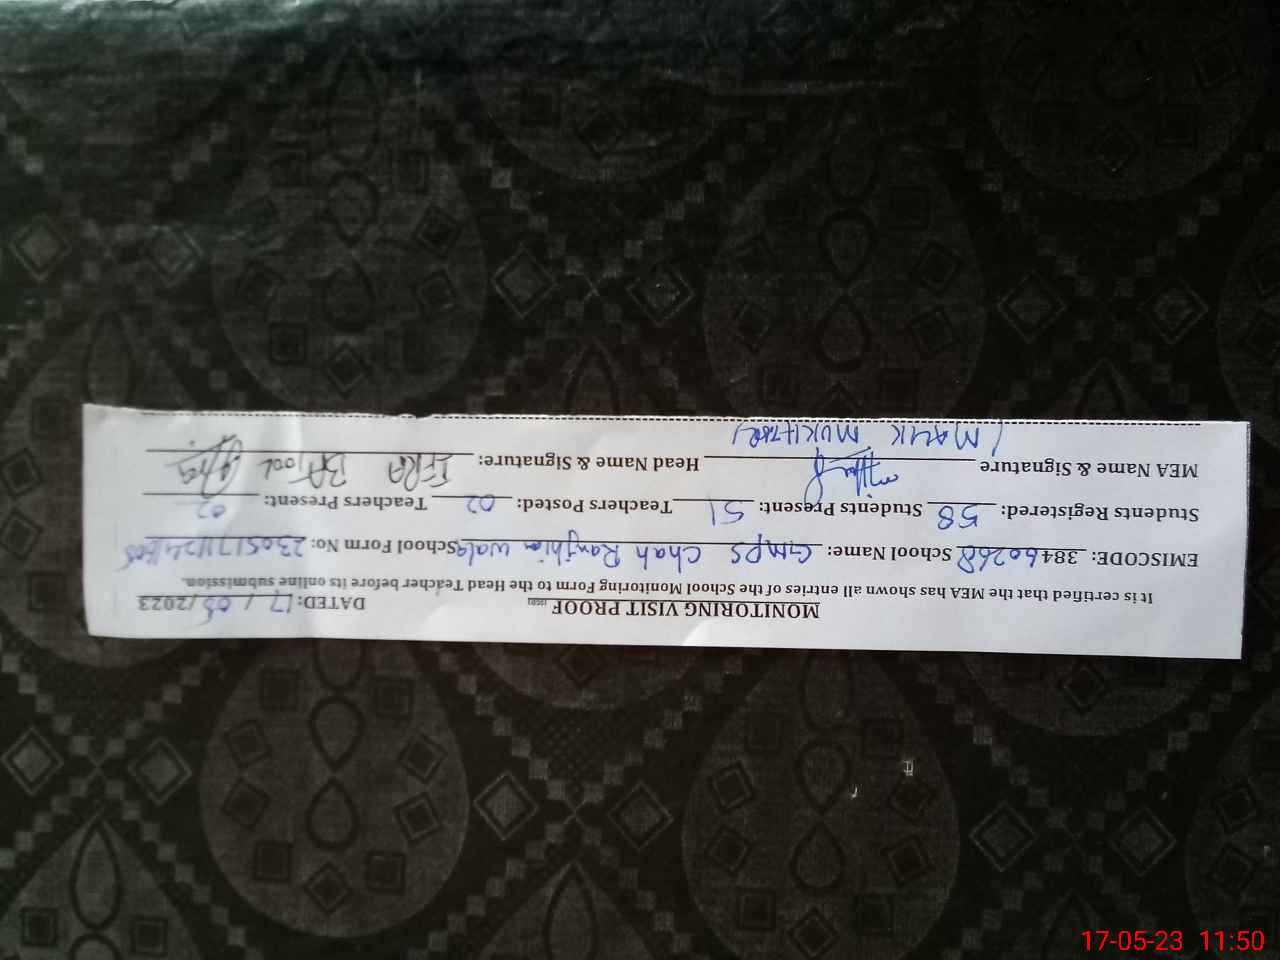 MONITORING VISIT PROOF DATED: 17/05/2023
It is certified that the MEA has shown all entries of the School Monitoring Form to the Head Teacher before its online submission.
EMISCODE: 38460268 School Name: GMPS Chah Ranjhian wala School Form No:
Students Registered: 58 Students Present: 51 Teachers Posted: 02 Teachers Present: 02
MEA Name & Signature Head Name & Signature: IFRA BATOOL
(MALIK MUKHTAR)
17-05-23 11:50